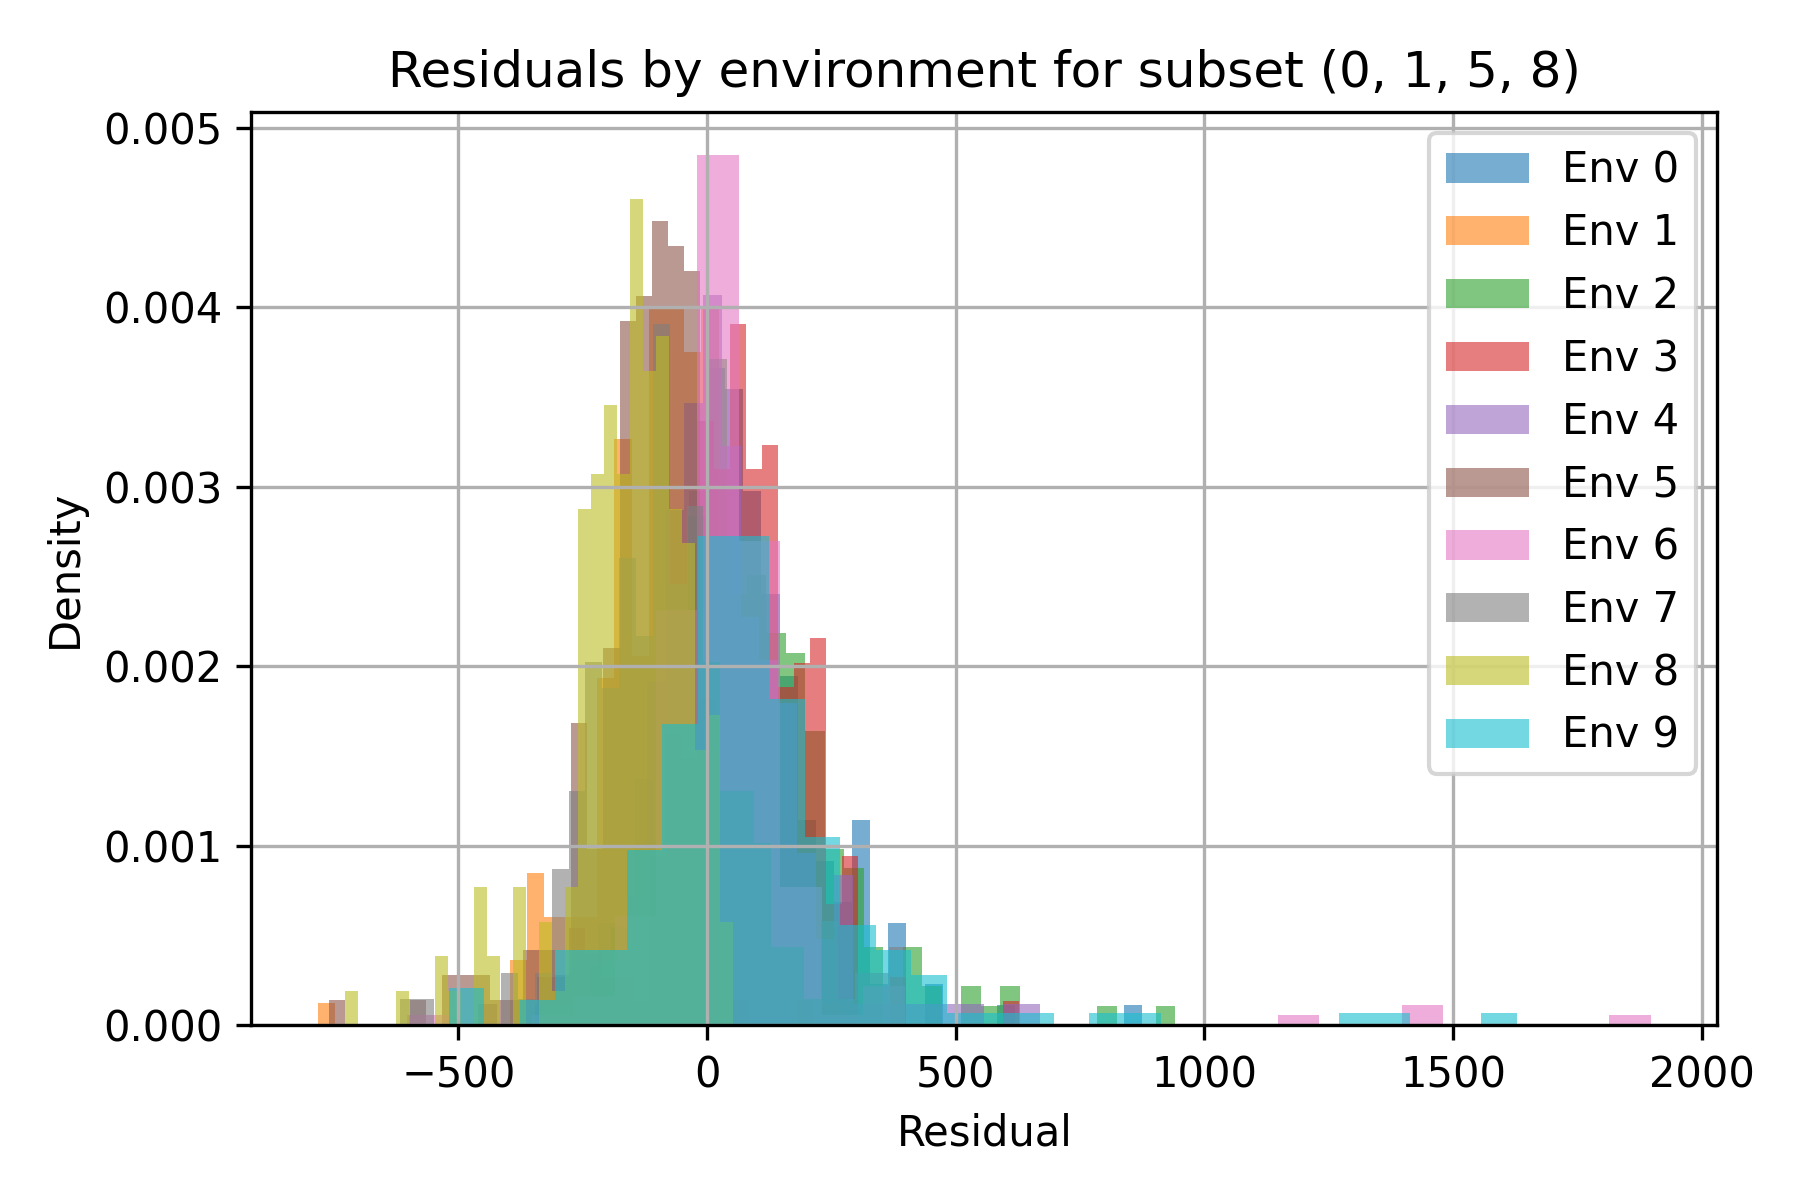 Residuals by environment for subset (0, 1, 5, 8)
0.005
0.004
0.003
0.002
0.001
0.000
Density
−500
0
500
1000
1500
2000
Residual
Env 0
Env 1
Env 2
Env 3
Env 4
Env 5
Env 6
Env 7
Env 8
Env 9